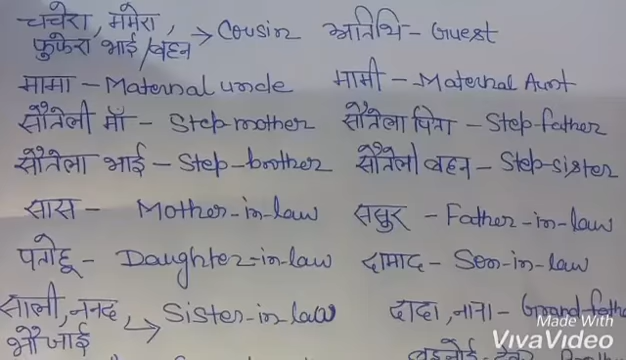 चचेरा, ममेरा,
फुफेरा भाई/बहन → Cousin अतिथि - Guest
मामा - Maternal uncle मामी - Maternal Aunt
सौतेली माँ - Step-mother सौतेला पिता - Step-father
सौतेला भाई - Step-brother सौतेली बहन - Step-sister
सास - Mother-in-law ससुर - Father-in-law
पतोहू - Daughter-in-law दामाद - Son-in-law
साली, ननद, → Sister-in-law दादा, नाना - Grand
भौजाई
Made With
VivaVideo